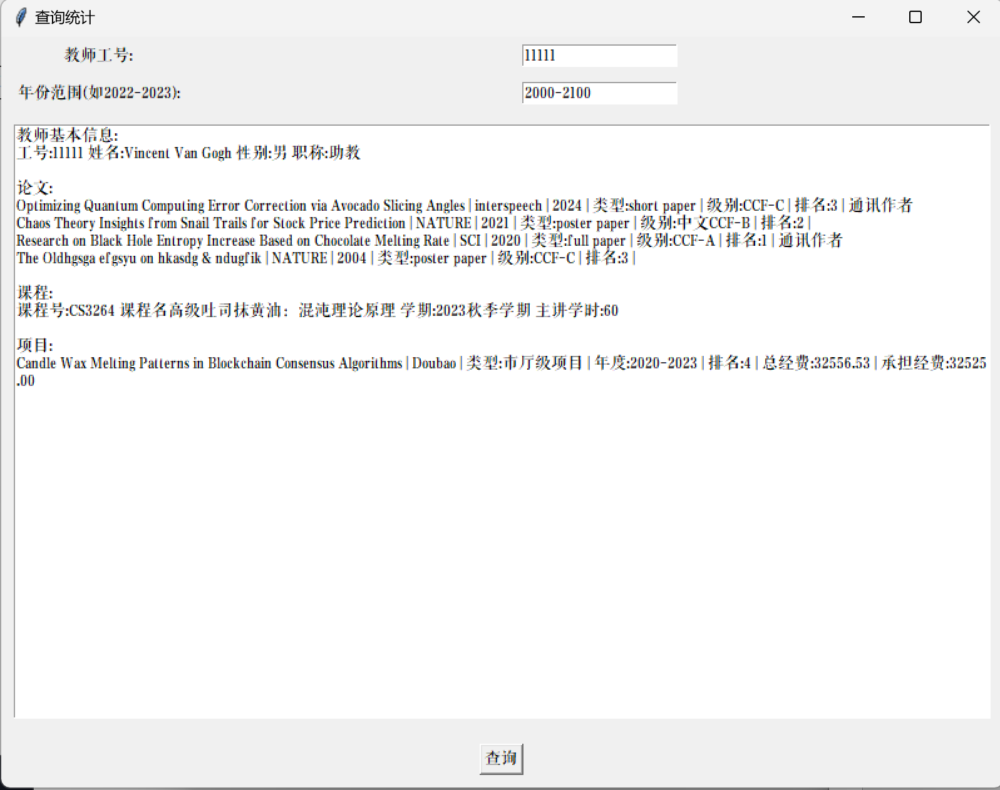 查询统计
教师工号: 11111
年份范围(如2022-2023): 2000-2100
教师基本信息:
工号:11111 姓名:Vincent Van Gogh 性别:男 职称:助教
论文:
Optimizing Quantum Computing Error Correction via Avocado Slicing Angles | interspeech | 2024 | 类型:short paper | 级别:CCF-C | 排名:3 | 通讯作者
Chaos Theory Insights from Snail Trails for Stock Price Prediction | NATURE | 2021 | 类型:poster paper | 级别:中文CCF-B | 排名:2 |
Research on Black Hole Entropy Increase Based on Chocolate Melting Rate | SCI | 2020 | 类型:full paper | 级别:CCF-A | 排名:1 | 通讯作者
The Oldhgsga efgsyu on hkasdg & ndugfik | NATURE | 2004 | 类型:poster paper | 级别:CCF-C | 排名:3 |
课程:
课程号:CS3264 课程名高级吐司抹黄油：混沌理论原理 学期:2023秋季学期 主讲学时:60
项目:
Candle Wax Melting Patterns in Blockchain Consensus Algorithms | Doubao | 类型:市厅级项目 | 年度:2020-2023 | 排名:4 | 总经费:32556.53 | 承担经费:32525
.00
查询